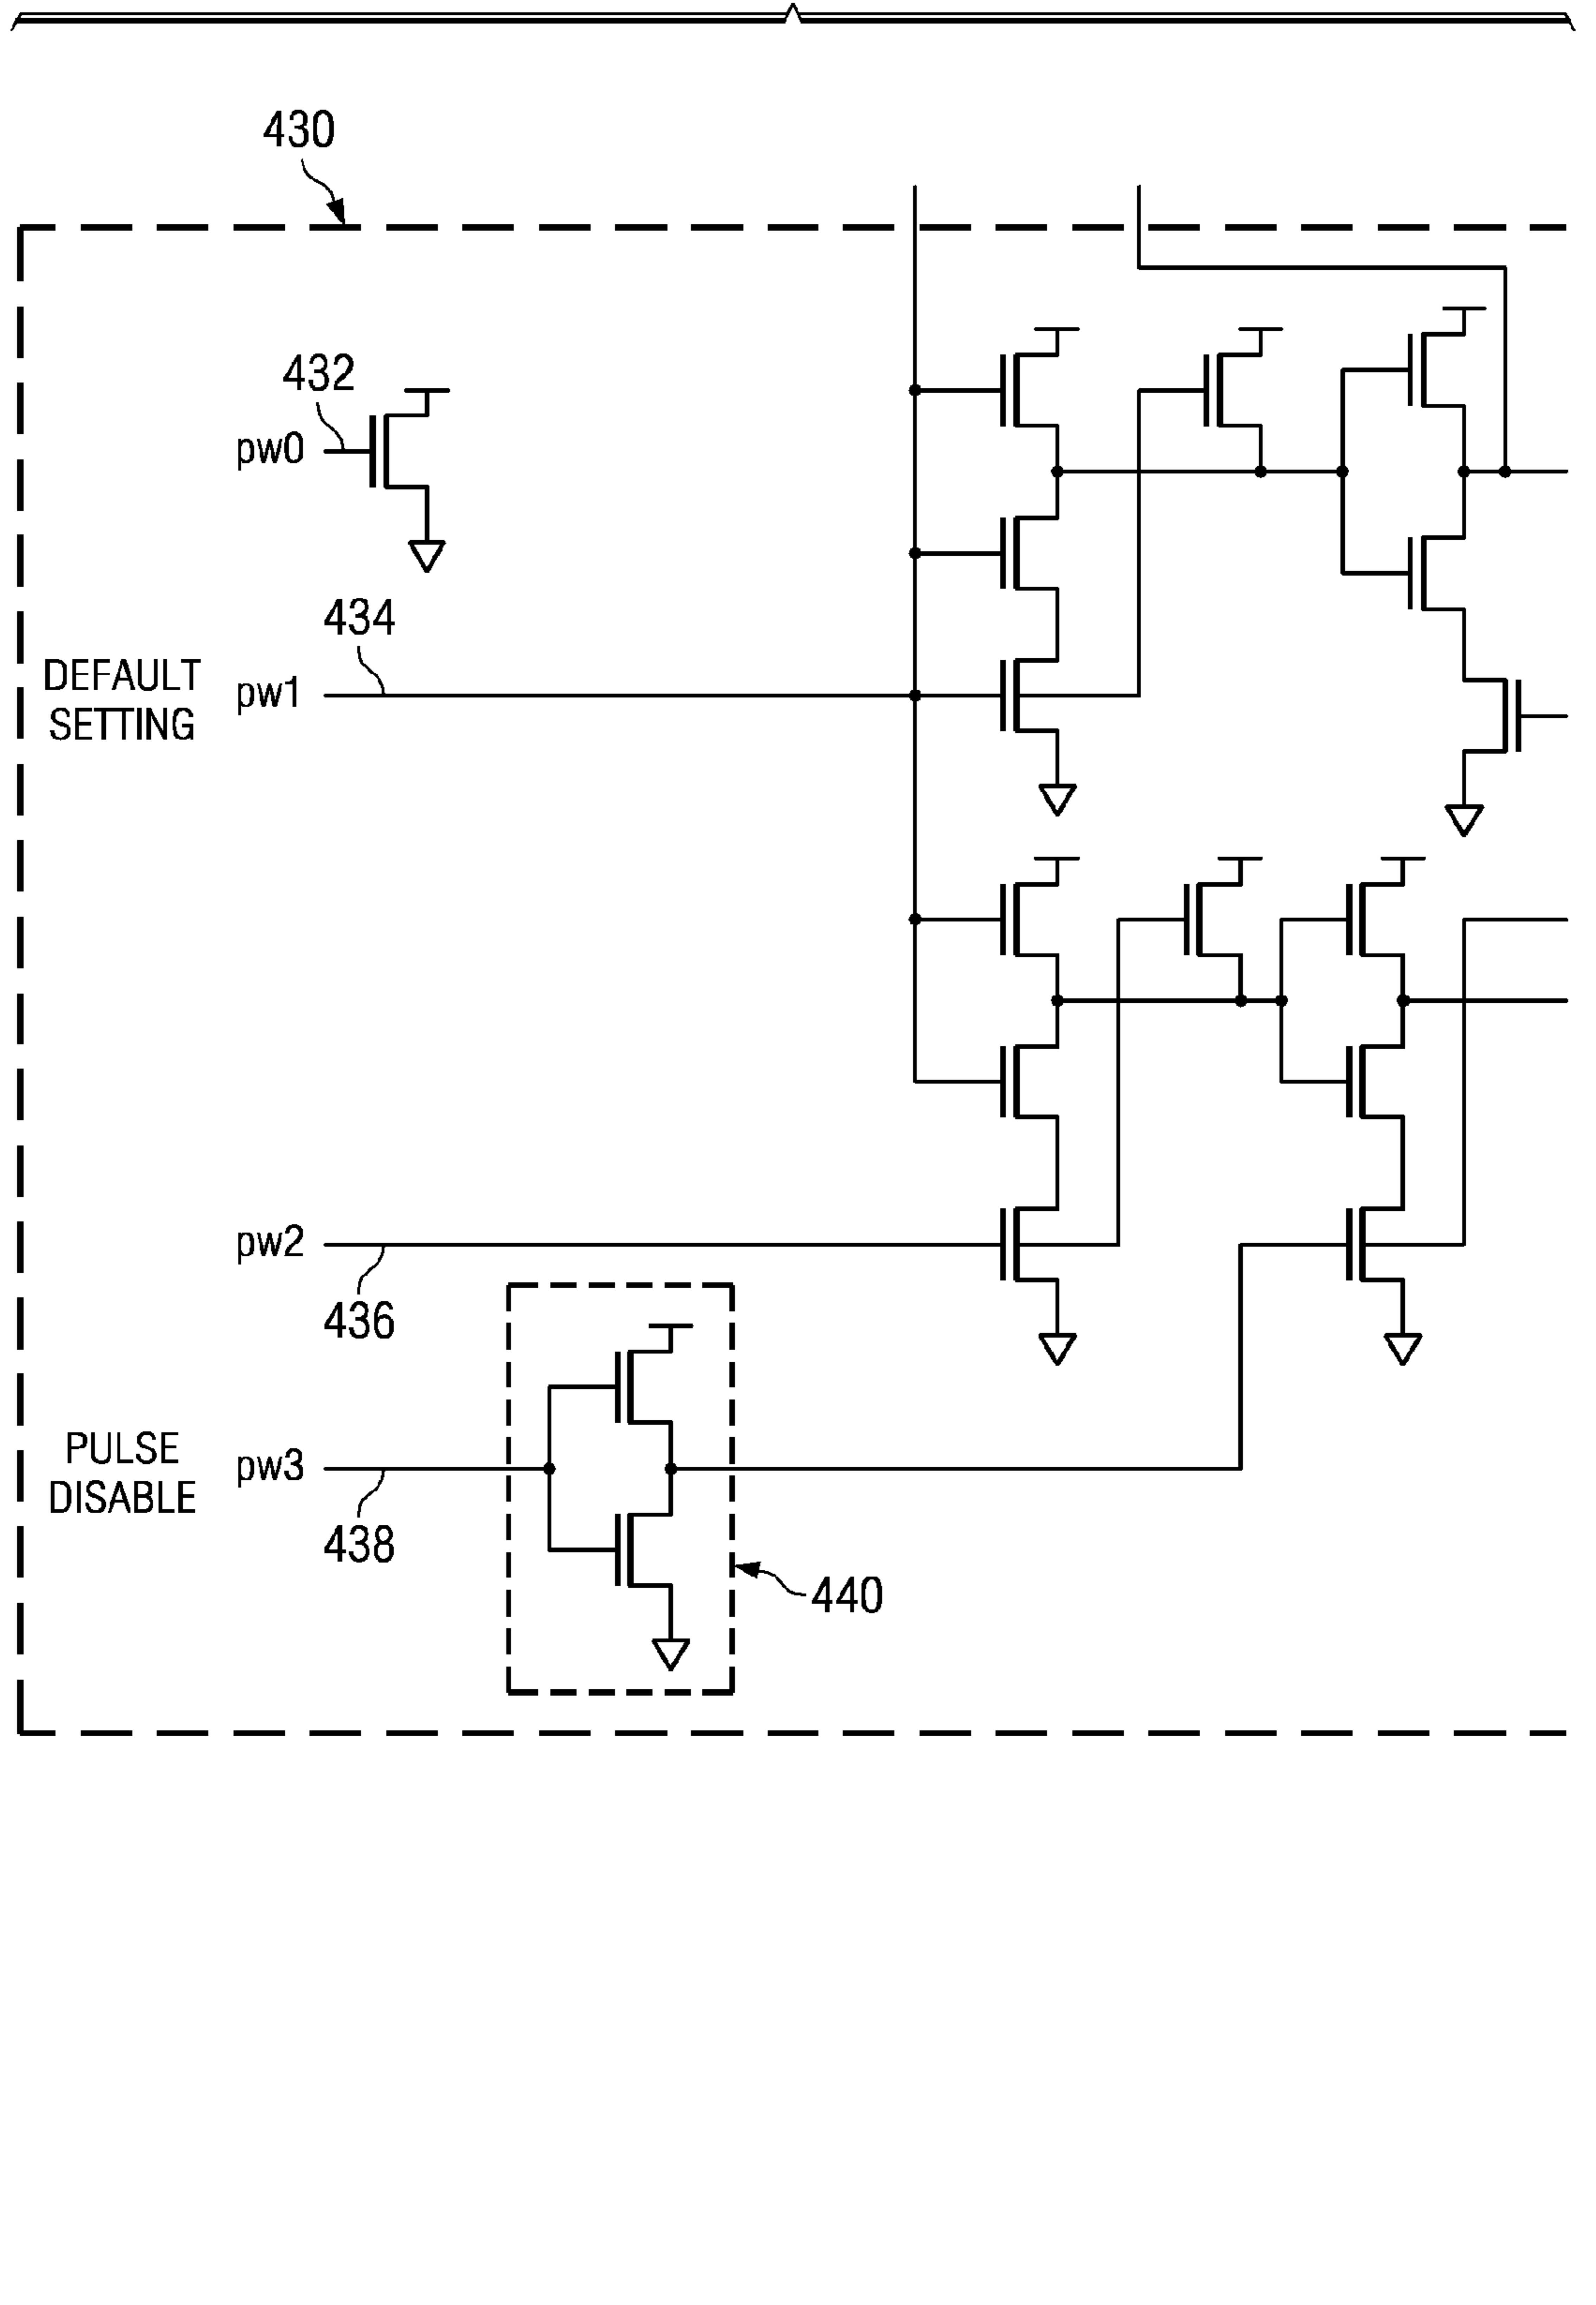 430
432
pw0
434
DEFAULT
SETTING
pw1
pw2
436
PULSE
DISABLE
pw3
438
440